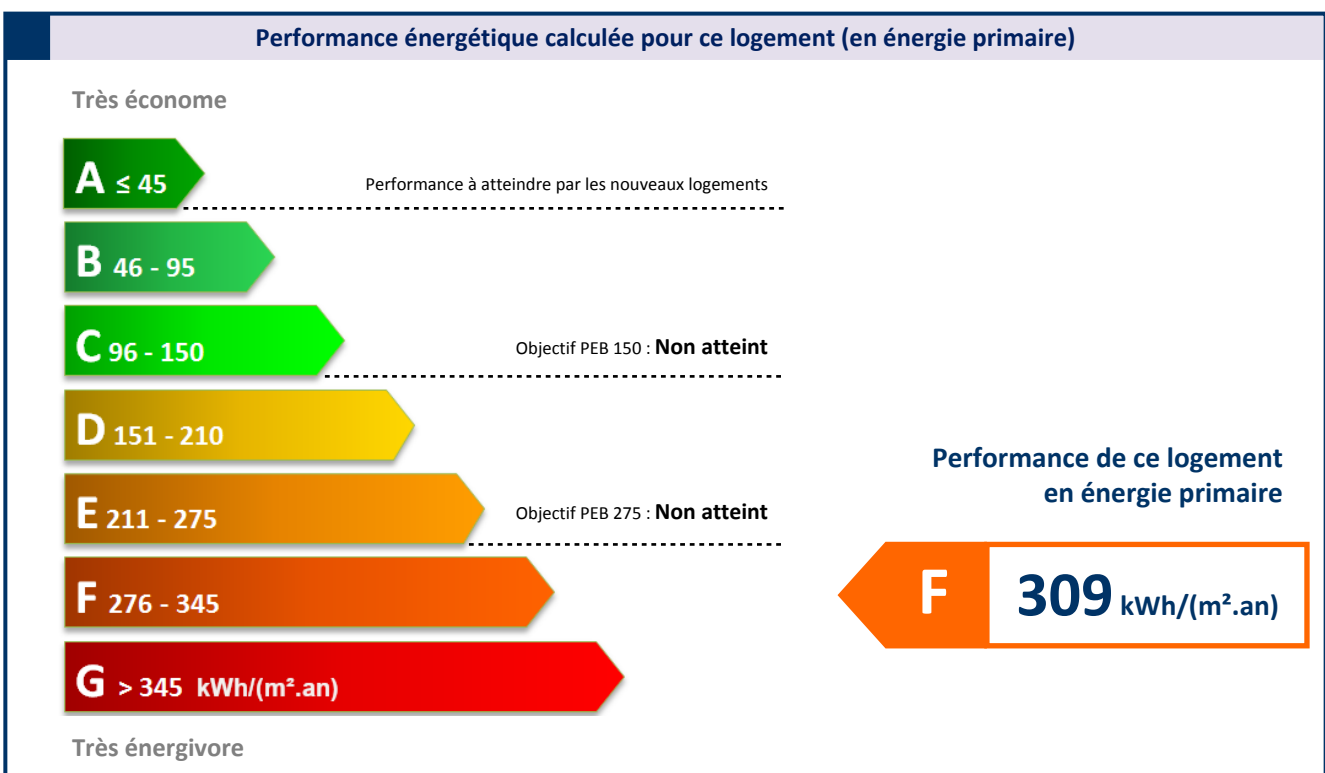 Performance énergétique calculée pour ce logement (en énergie primaire)
Très économe
A ≤ 45
Performance à atteindre par les nouveaux logements
B 46 - 95
C 96 - 150
Objectif PEB 150 : Non atteint
D 151 - 210
E 211 - 275
Objectif PEB 275 : Non atteint
F 276 - 345
G > 345 kWh/(m².an)
Très énergivore
Performance de ce logement
en énergie primaire
F 309 kWh/(m².an)